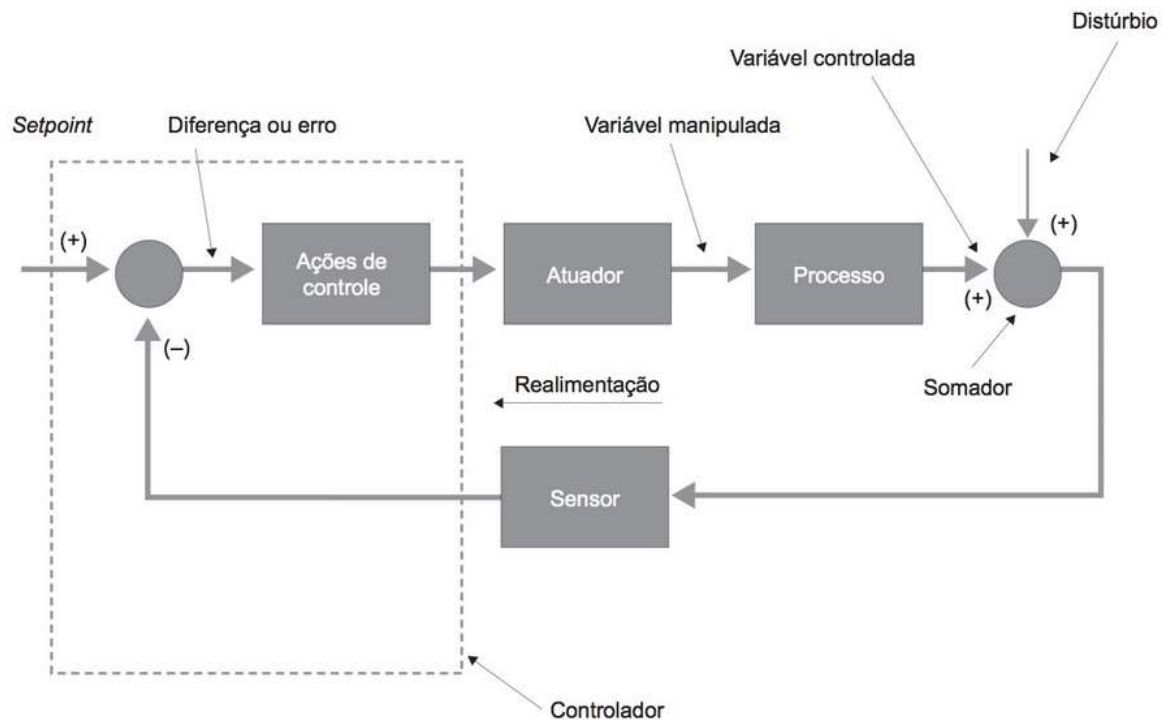 Distúrbio
Variável controlada
Setpoint
Diferença ou erro
Variável manipulada
(+)
(+)
Ações de
controle
Atuador
Processo
(+)
(–)
Realimentação
Somador
Sensor
Controlador